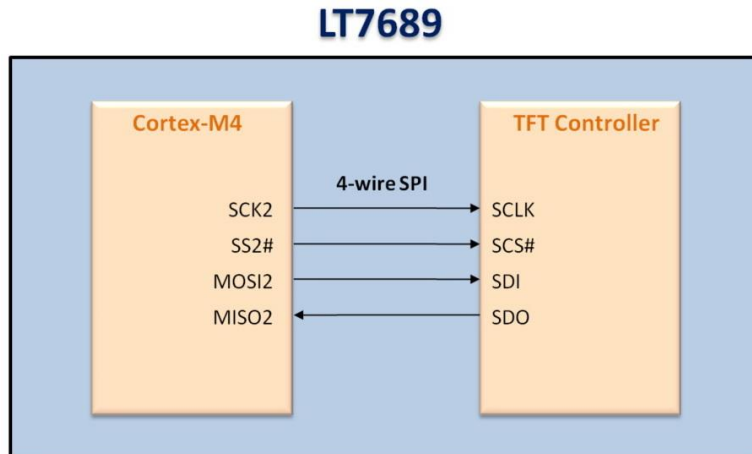 LT7689
Cortex-M4
TFT Controller
4-wire SPI
SCK2
SCLK
SS2#
SCS#
MOSI2
SDI
MISO2
SDO